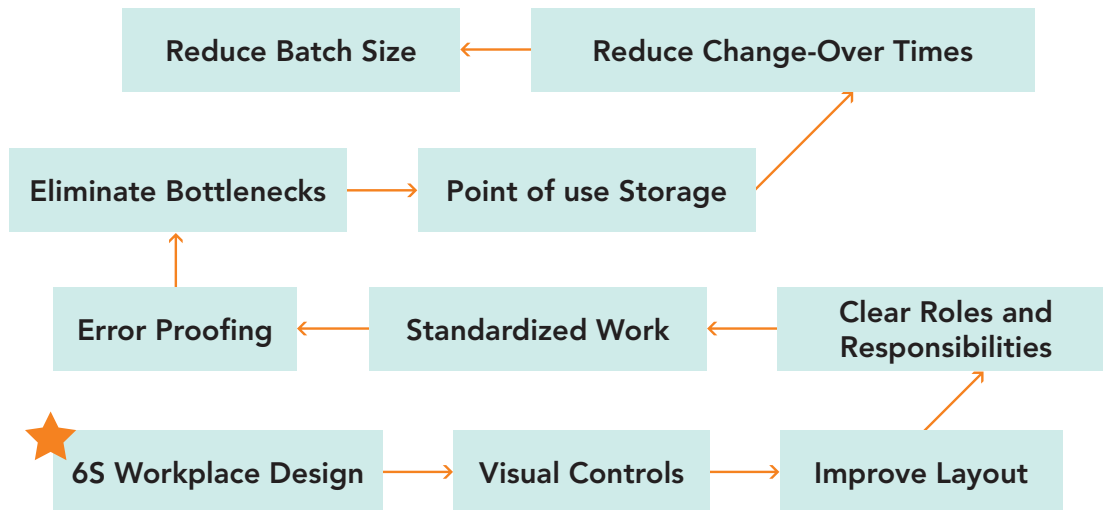 Reduce Batch Size
Reduce Change-Over Times
Eliminate Bottlenecks
Point of use Storage
Error Proofing
Standardized Work
Clear Roles and
Responsibilities
6S Workplace Design
Visual Controls
Improve Layout